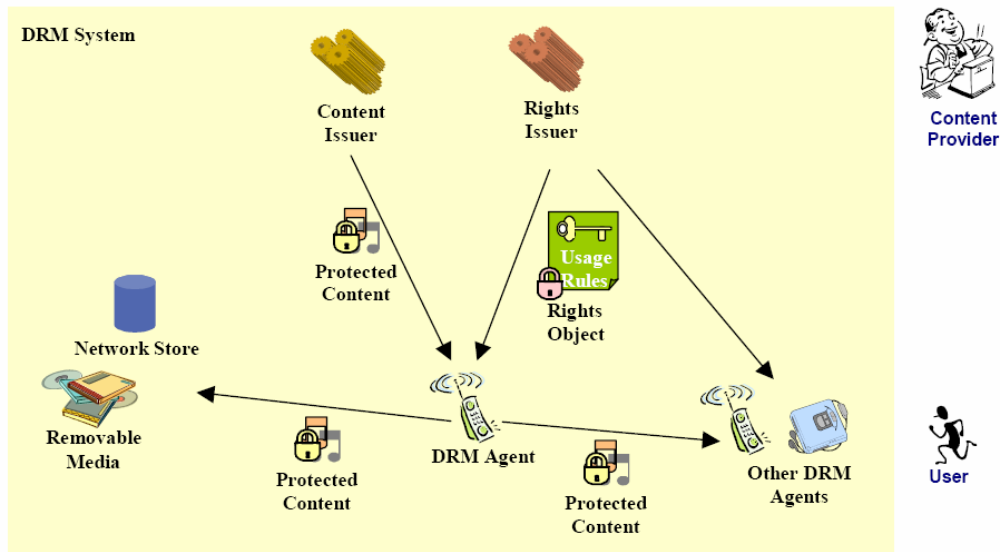 DRM System
Content
Issuer
Rights
Issuer
Content
Provider
Protected
Content
Usage
Rules
Rights
Object
Network Store
Removable
Media
Protected
Content
DRM Agent
Protected
Content
Other DRM
Agents
User